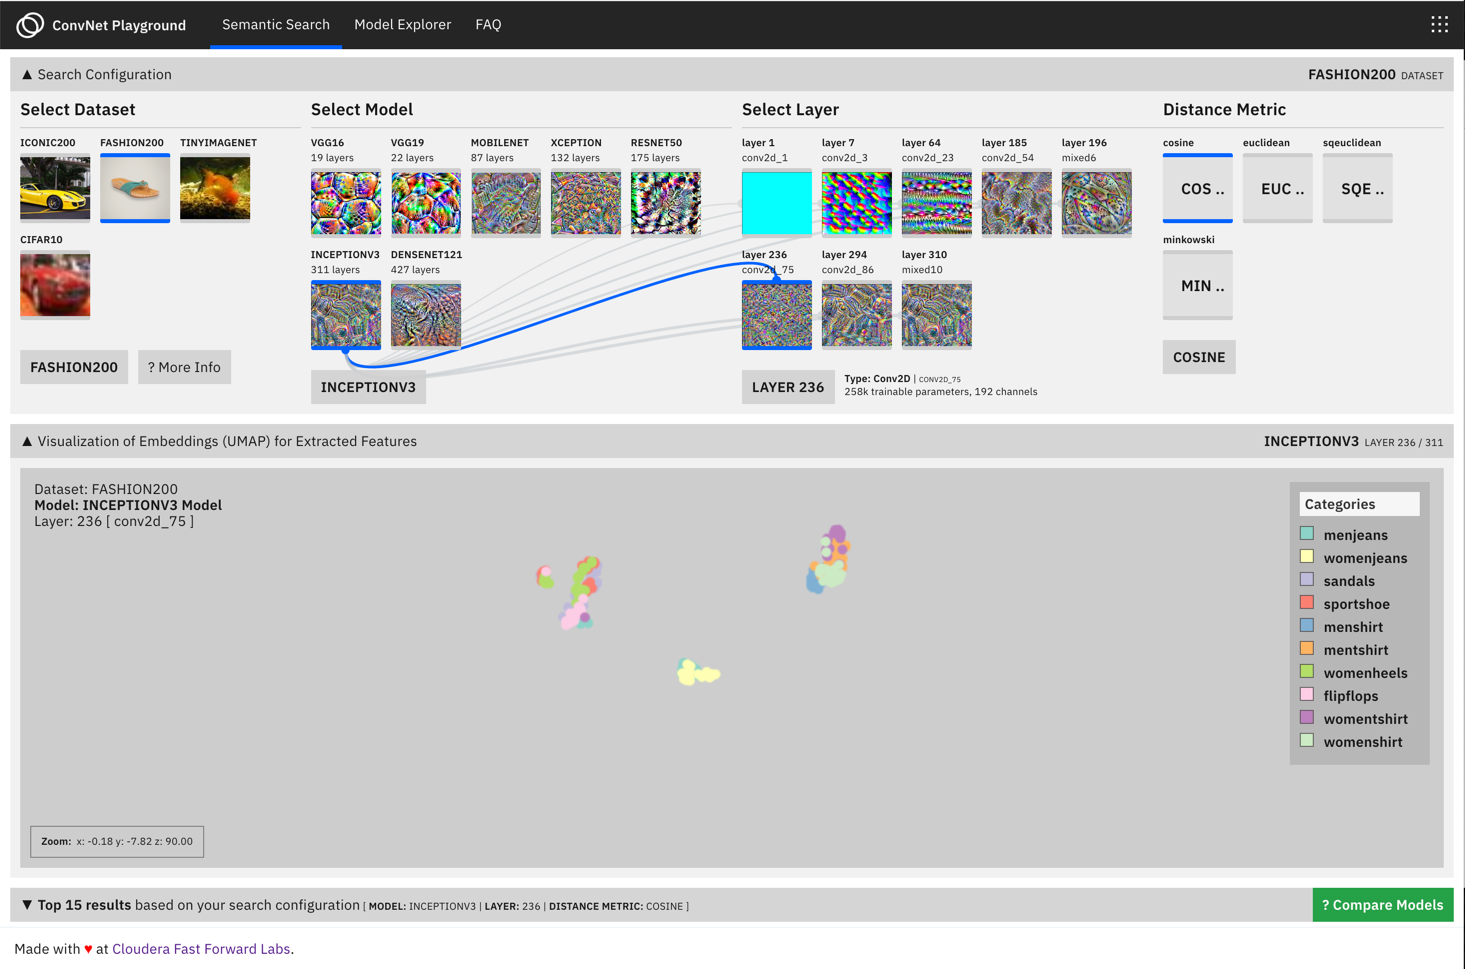 ConvNet Playground
Semantic Search
Model Explorer
FAQ
▲ Search Configuration
FASHION200 DATASET
Select Dataset
ICONIC200
FASHION200
TINYIMAGENET
CIFAR10
FASHION200
? More Info
Select Model
VGG16
19 layers
VGG19
22 layers
MOBILENET
87 layers
XCEPTION
132 layers
RESNET50
175 layers
INCEPTIONV3
311 layers
DENSENET121
427 layers
INCEPTIONV3
Select Layer
layer 1
conv2d_1
layer 7
conv2d_3
layer 64
conv2d_23
layer 185
conv2d_54
layer 196
mixed6
layer 236
conv2d_75
layer 294
conv2d_86
layer 310
mixed10
LAYER 236
Type: Conv2D | CONV2D_75
258k trainable parameters, 192 channels
Distance Metric
cosine
COS ..
euclidean
EUC ..
sqeuclidean
SQE ..
minkowski
MIN ..
COSINE
▲ Visualization of Embeddings (UMAP) for Extracted Features
INCEPTIONV3 LAYER 236 / 311
Dataset: FASHION200
Model: INCEPTIONV3 Model
Layer: 236 [ conv2d_75 ]
Categories
menjeans
womenjeans
sandals
sportshoe
menshirt
mentshirt
womenheels
flipflops
womentshirt
womenshirt
Zoom: x: -0.18 y: -7.82 z: 90.00
▼ Top 15 results based on your search configuration [ MODEL: INCEPTIONV3 | LAYER: 236 | DISTANCE METRIC: COSINE ]
? Compare Models
Made with ♥ at Cloudera Fast Forward Labs.